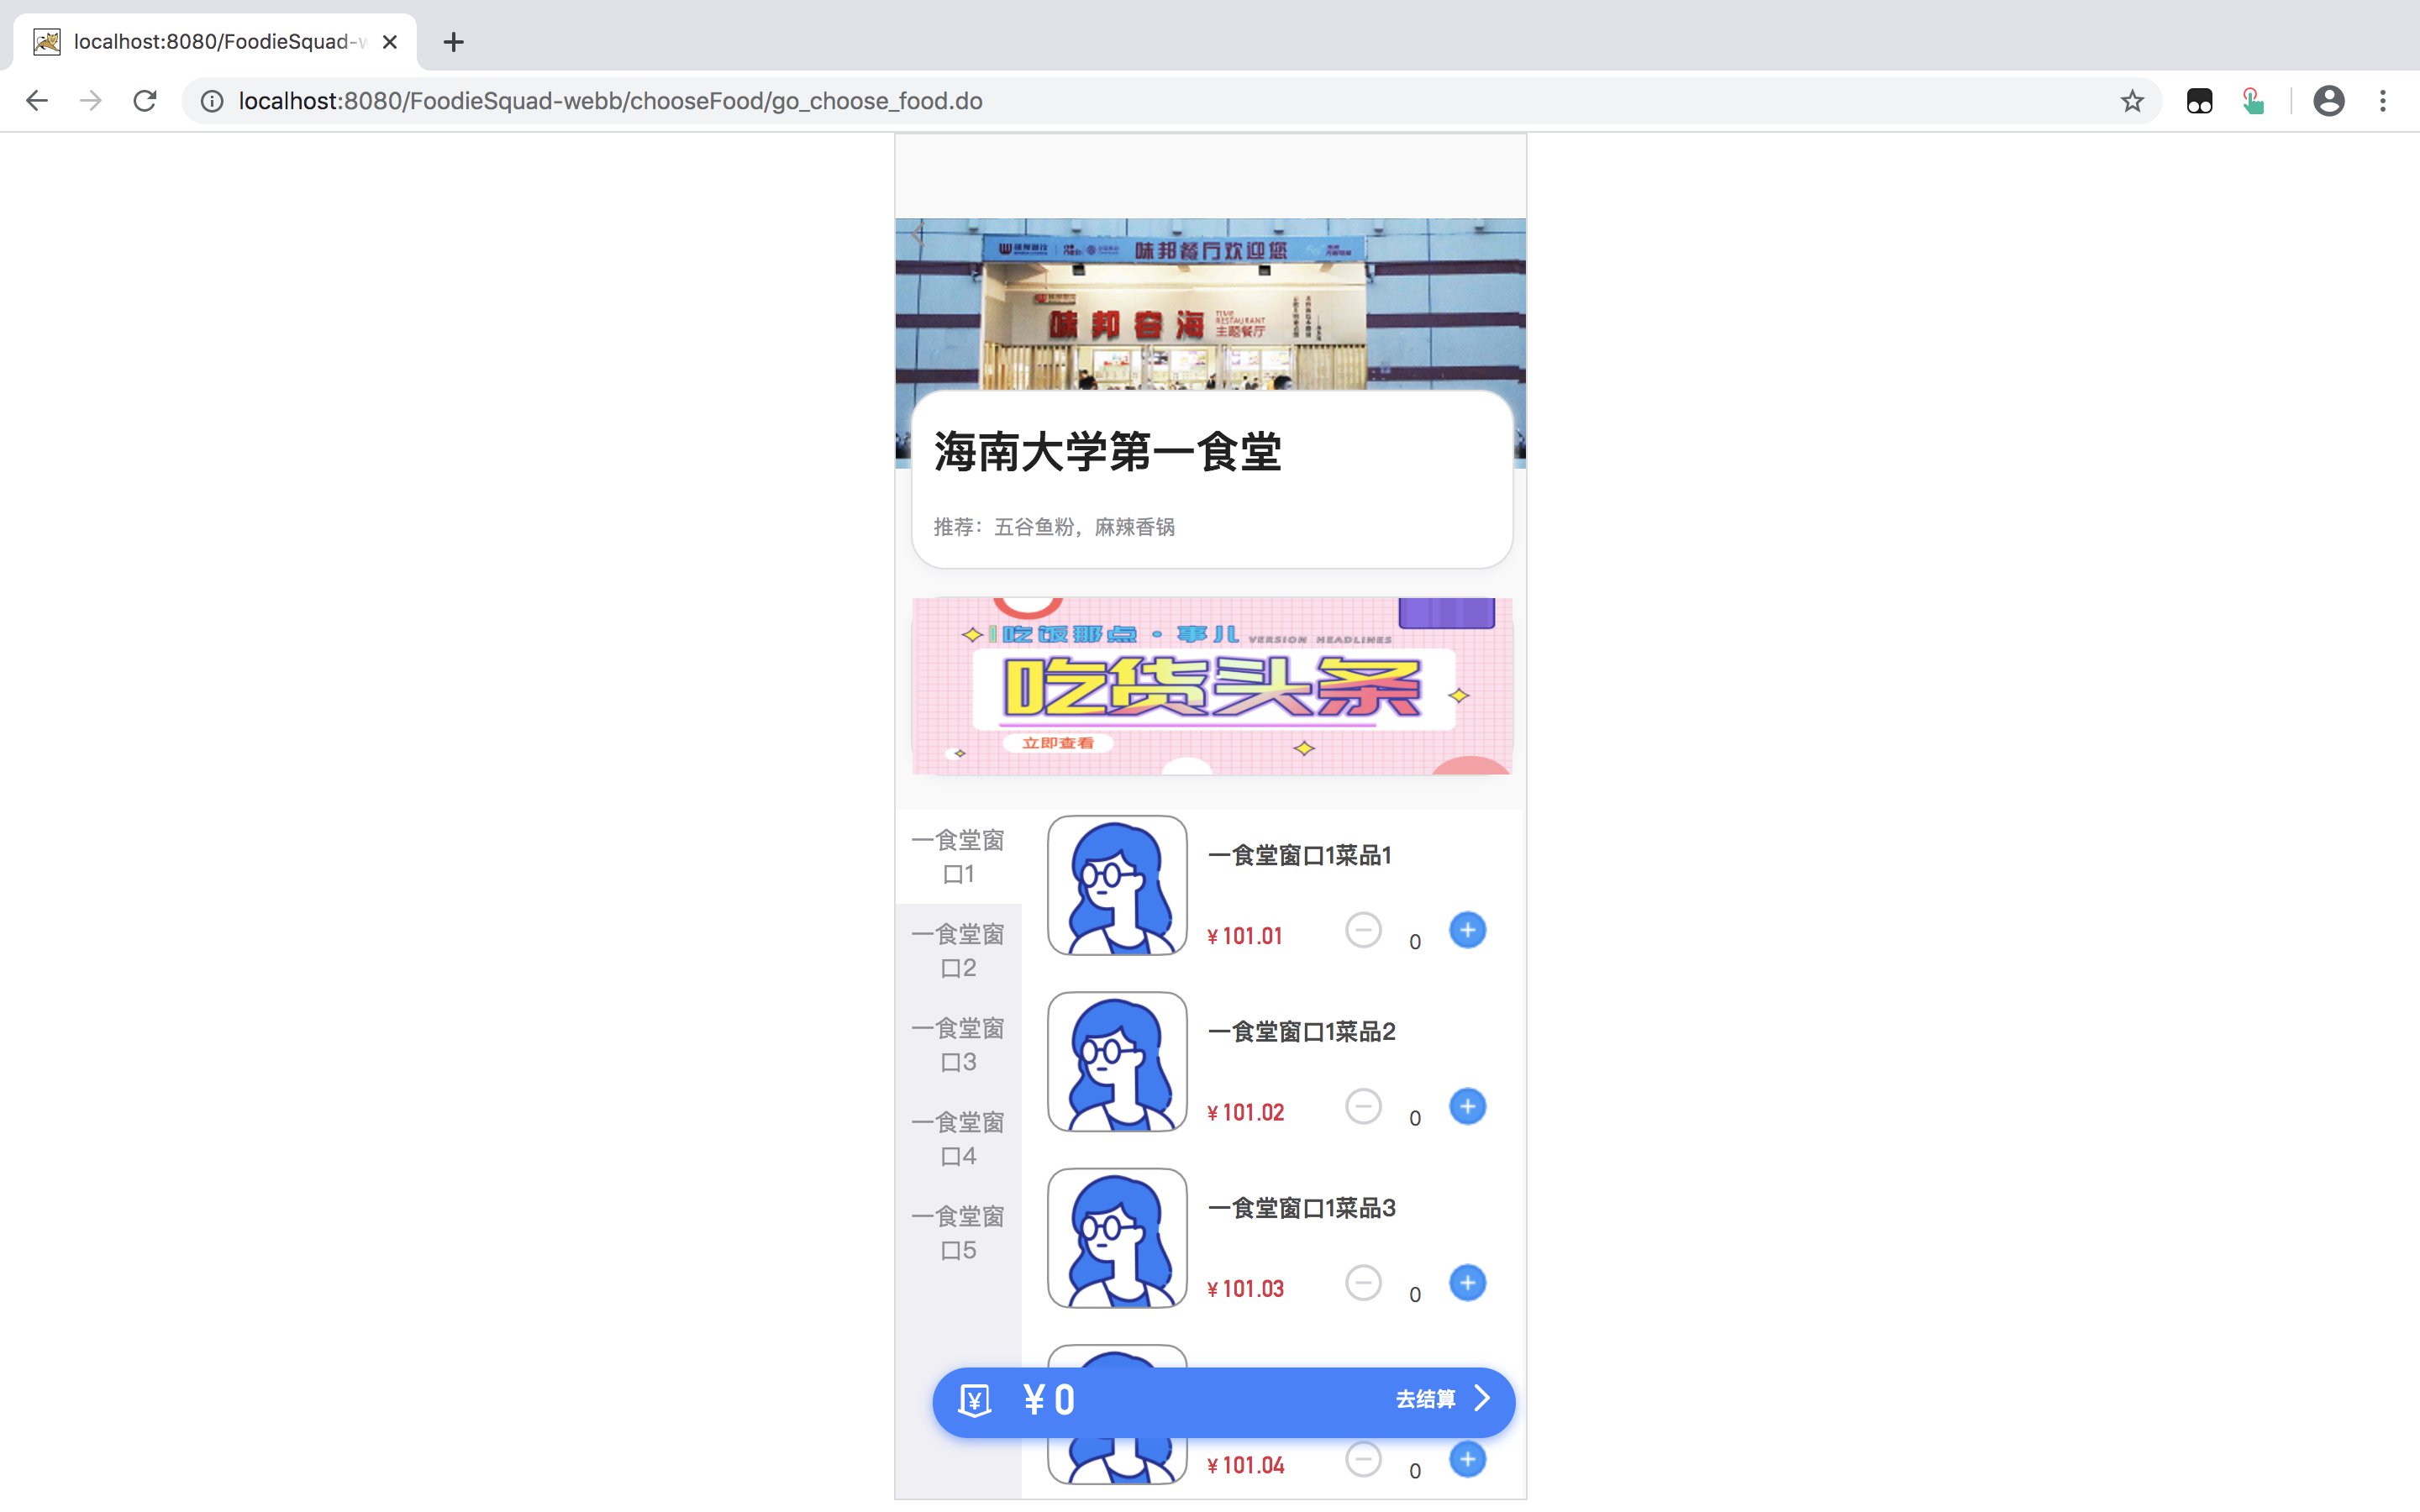 localhost:8080/FoodieSquad-w
localhost:8080/FoodieSquad-webb/chooseFood/go_choose_food.do
味邦餐厅欢迎您
味邦容海
TIME
RESTAURANT
主题餐厅
海南大学第一食堂
推荐：五谷鱼粉，麻辣香锅
吃饭那点·事儿 VERSION HEADLINES
吃货头条
立即查看
一食堂窗
口1
一食堂窗口1菜品1
¥ 101.01
0
一食堂窗
口2
一食堂窗口1菜品2
¥ 101.02
0
一食堂窗
口3
一食堂窗
口4
一食堂窗口1菜品3
¥ 101.03
0
一食堂窗
口5
¥ 0
去结算
¥ 101.04
0